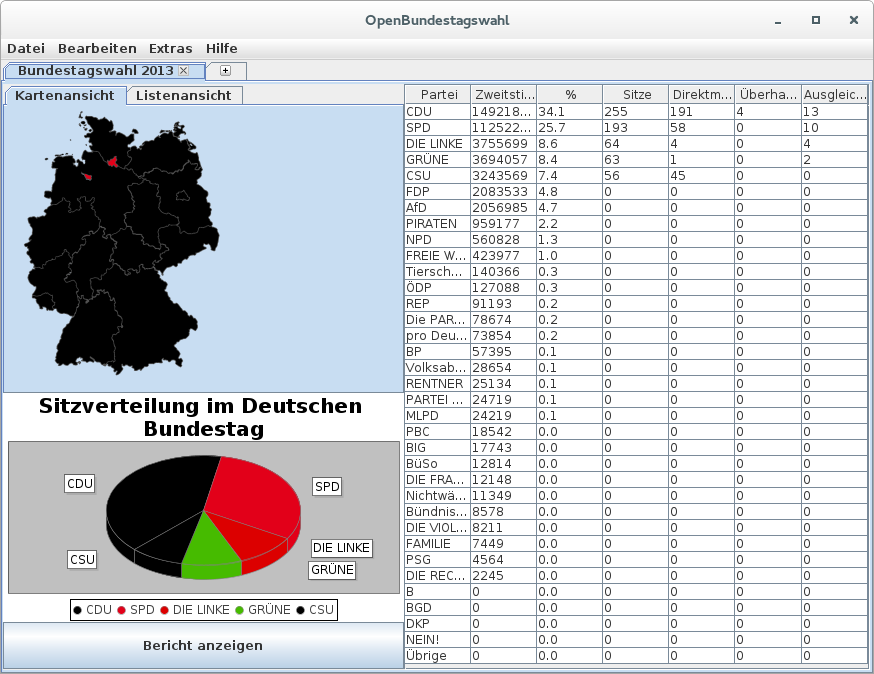 OpenBundestagswahl
Datei Bearbeiten Extras Hilfe
Bundestagswahl 2013
Kartenansicht Listenansicht
Sitzverteilung im Deutschen
Bundestag
CDU
SPD
CSU
DIE LINKE
GRÜNE
CDU SPD DIE LINKE GRÜNE CSU
Bericht anzeigen
Partei Zweitsti... % Sitze Direktm... Überha... Ausgleic...
CDU 149218... 34.1 255 191 4 13
SPD 112522... 25.7 193 58 0 10
DIE LINKE 3755699 8.6 64 4 0 4
GRÜNE 3694057 8.4 63 1 0 2
CSU 3243569 7.4 56 45 0 0
FDP 2083533 4.8 0 0 0 0
AfD 2056985 4.7 0 0 0 0
PIRATEN 959177 2.2 0 0 0 0
NPD 560828 1.3 0 0 0 0
FREIE W... 423977 1.0 0 0 0 0
Tiersch... 140366 0.3 0 0 0 0
ÖDP 127088 0.3 0 0 0 0
REP 91193 0.2 0 0 0 0
Die PAR... 78674 0.2 0 0 0 0
pro Deu... 73854 0.2 0 0 0 0
BP 57395 0.1 0 0 0 0
Volksab... 28654 0.1 0 0 0 0
RENTNER 25134 0.1 0 0 0 0
PARTEI ... 24719 0.1 0 0 0 0
MLPD 24219 0.1 0 0 0 0
PBC 18542 0.0 0 0 0 0
BIG 17743 0.0 0 0 0 0
BüSo 12814 0.0 0 0 0 0
DIE FRA... 12148 0.0 0 0 0 0
Nichtwä... 11349 0.0 0 0 0 0
Bündnis... 8578 0.0 0 0 0 0
DIE VIOL... 8211 0.0 0 0 0 0
FAMILIE 7449 0.0 0 0 0 0
PSG 4564 0.0 0 0 0 0
DIE REC... 2245 0.0 0 0 0 0
B 0 0.0 0 0 0 0
BGD 0 0.0 0 0 0 0
DKP 0 0.0 0 0 0 0
NEIN! 0 0.0 0 0 0 0
Übrige 0 0.0 0 0 0 0